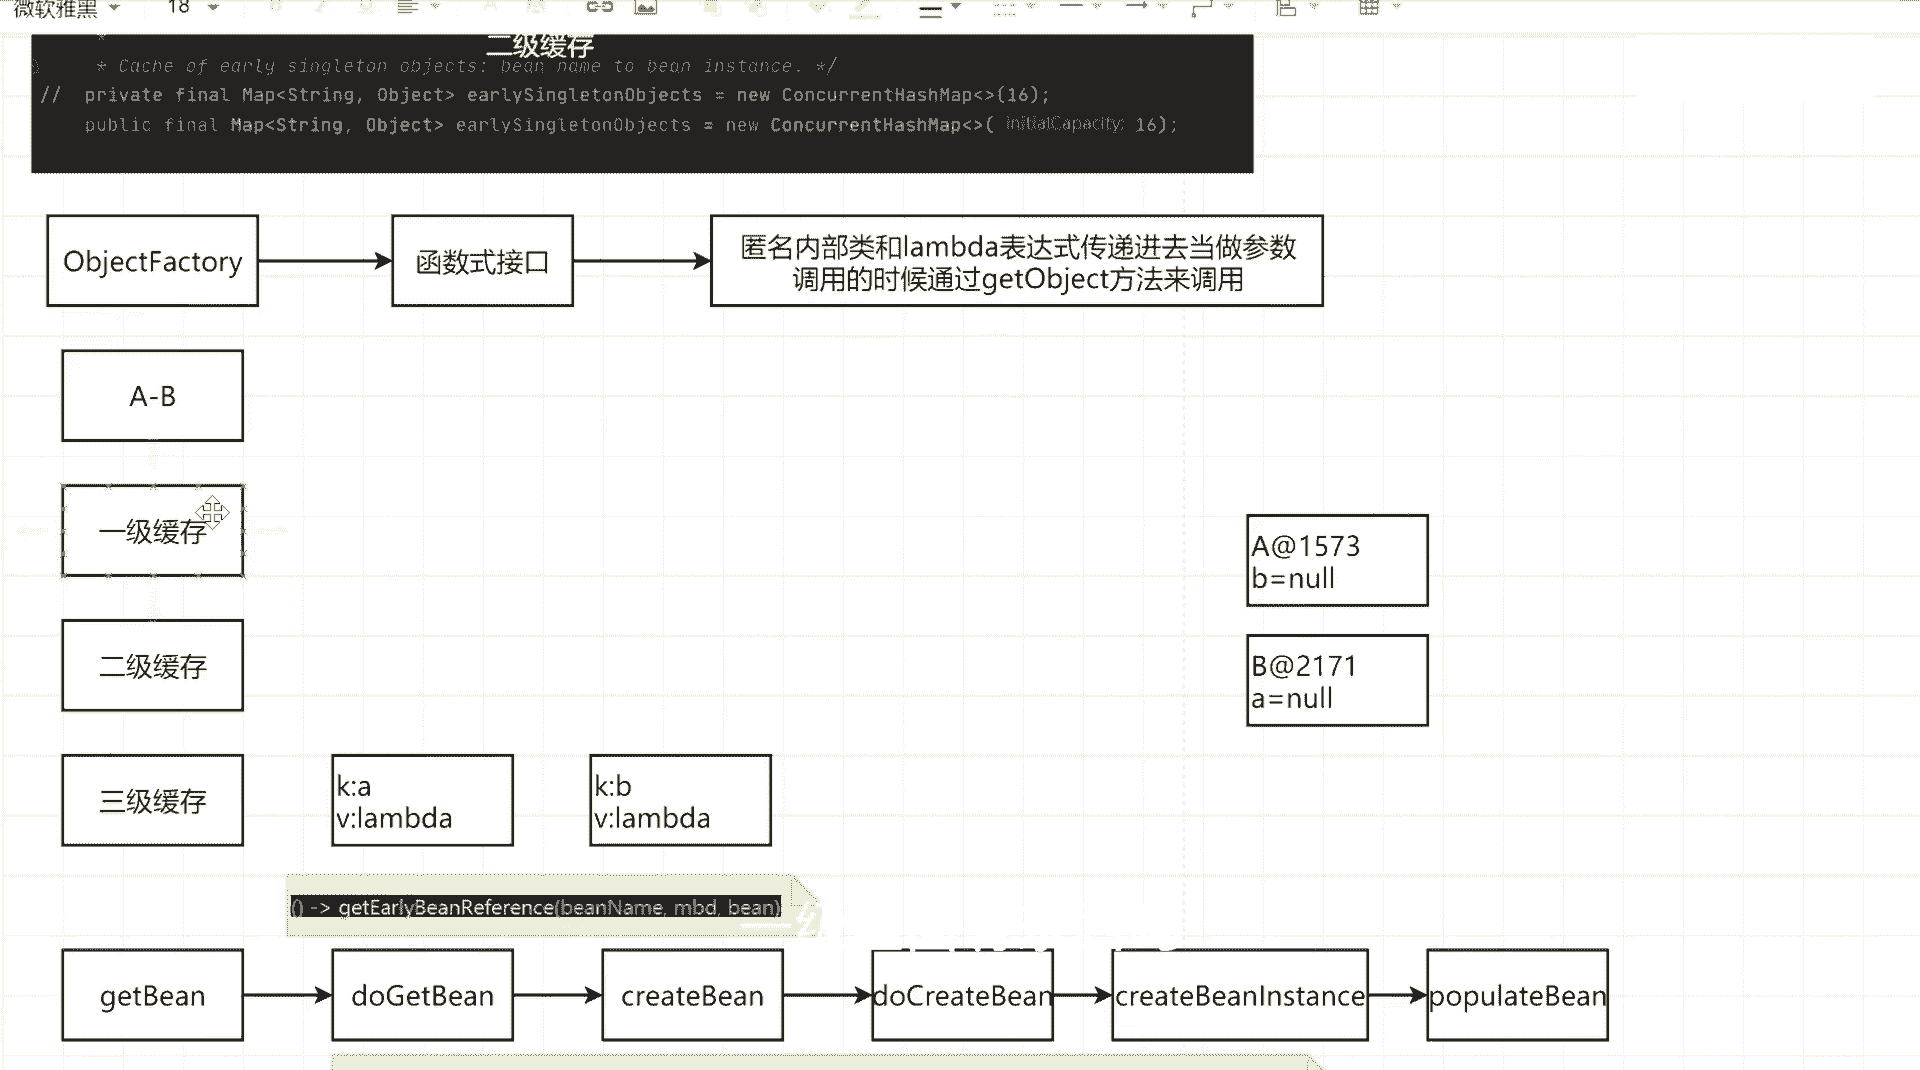 微软雅黑
18
二级缓存
* Cache of early singleton objects: bean name to bean instance. */
// private final Map<String, Object> earlySingletonObjects = new ConcurrentHashMap<>(16);
public final Map<String, Object> earlySingletonObjects = new ConcurrentHashMap<>( initialCapacity: 16);
ObjectFactory
函数式接口
匿名内部类和lambda表达式传递进去当做参数
调用的时候通过getObject方法来调用
A-B
一级缓存
A@1573
b=null
二级缓存
B@2171
a=null
三级缓存
k:a
v:lambda
k:b
v:lambda
() -> getEarlyBeanReference(beanName, mbd, bean)
getBean
doGetBean
createBean
doCreateBean
createBeanInstance
populateBean